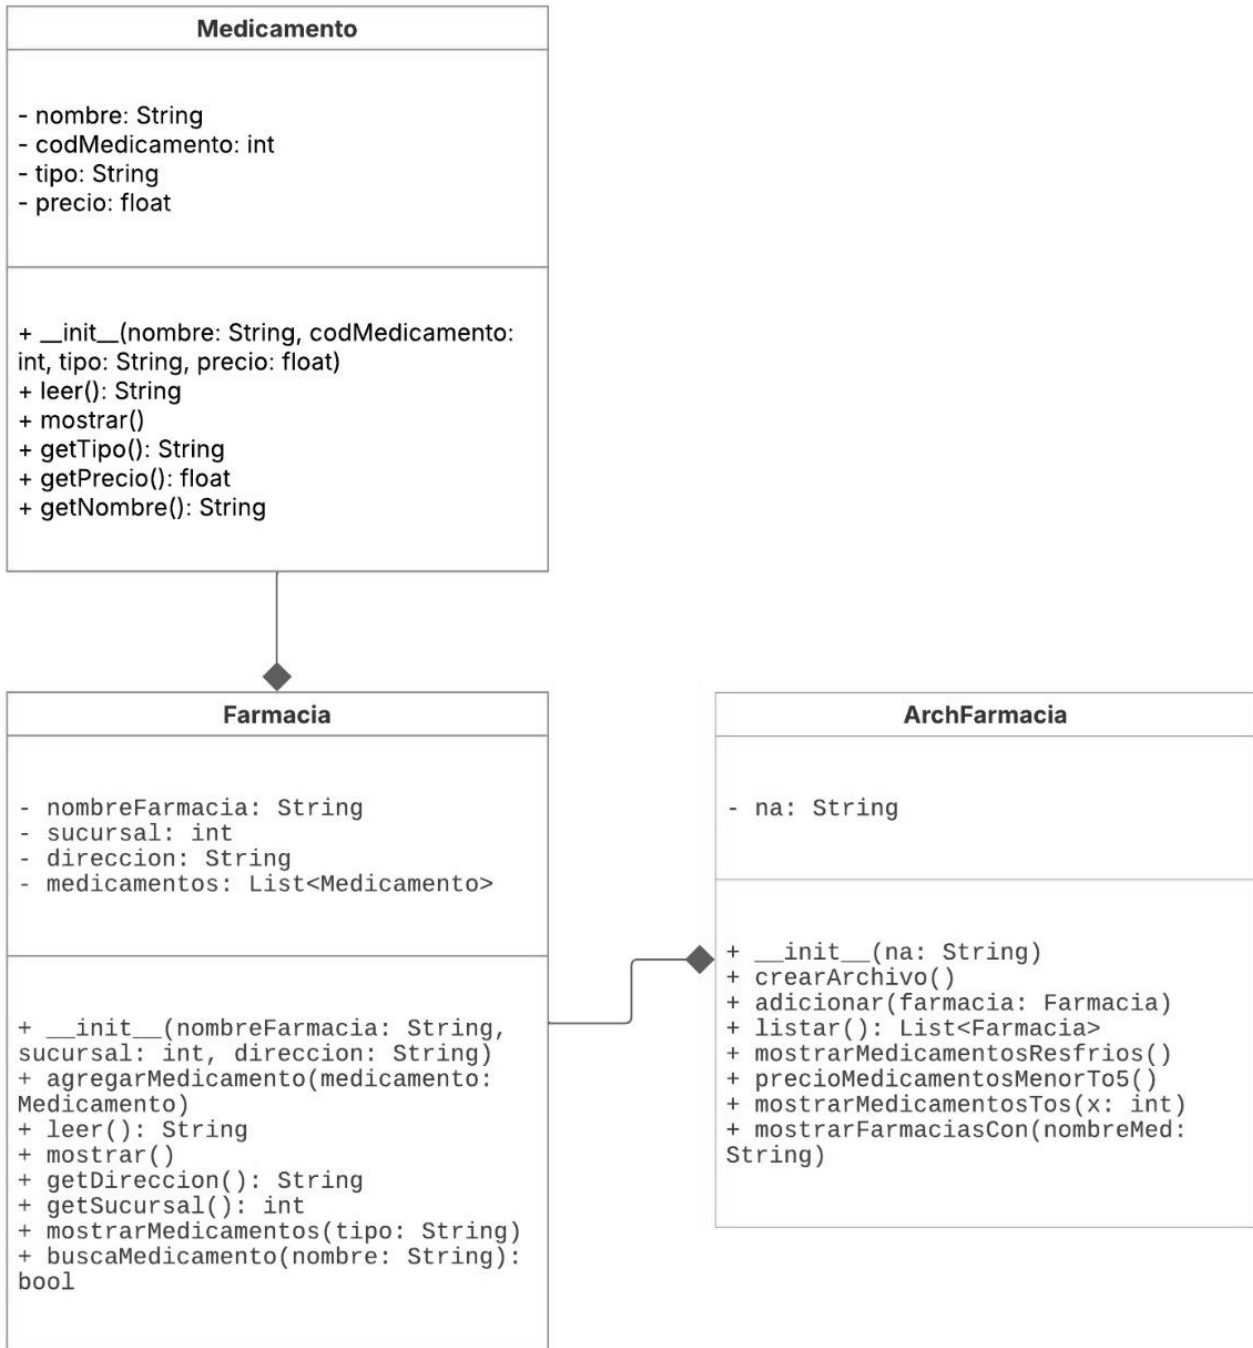 Medicamento
- nombre: String
- codMedicamento: int
- tipo: String
- precio: float
+ __init__(nombre: String, codMedicamento:
int, tipo: String, precio: float)
+ leer(): String
+ mostrar()
+ getTipo(): String
+ getPrecio(): float
+ getNombre(): String
Farmacia
- nombreFarmacia: String
- sucursal: int
- direccion: String
- medicamentos: List<Medicamento>
+ __init__(nombreFarmacia: String,
sucursal: int, direccion: String)
+ agregarMedicamento(medicamento:
Medicamento)
+ leer(): String
+ mostrar()
+ getDireccion(): String
+ getSucursal(): int
+ mostrarMedicamentos(tipo: String)
+ buscaMedicamento(nombre: String):
bool
ArchFarmacia
- na: String
+ __init__(na: String)
+ crearArchivo()
+ adicionar(farmacia: Farmacia)
+ listar(): List<Farmacia>
+ mostrarMedicamentosResfrios()
+ precioMedicamentosMenorTo5()
+ mostrarMedicamentosTos(x: int)
+ mostrarFarmaciasCon(nombreMed:
String)